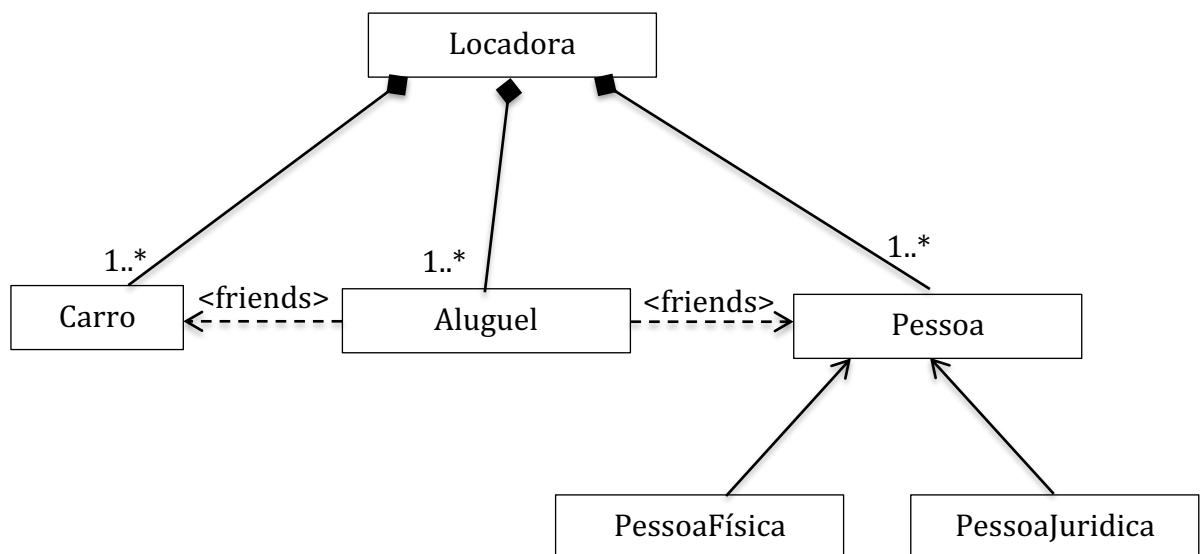 Locadora
1..*
1..*
1..*
<friends>
<friends>
Carro
Aluguel
Pessoa
PessoaFísica
PessoaJuridica